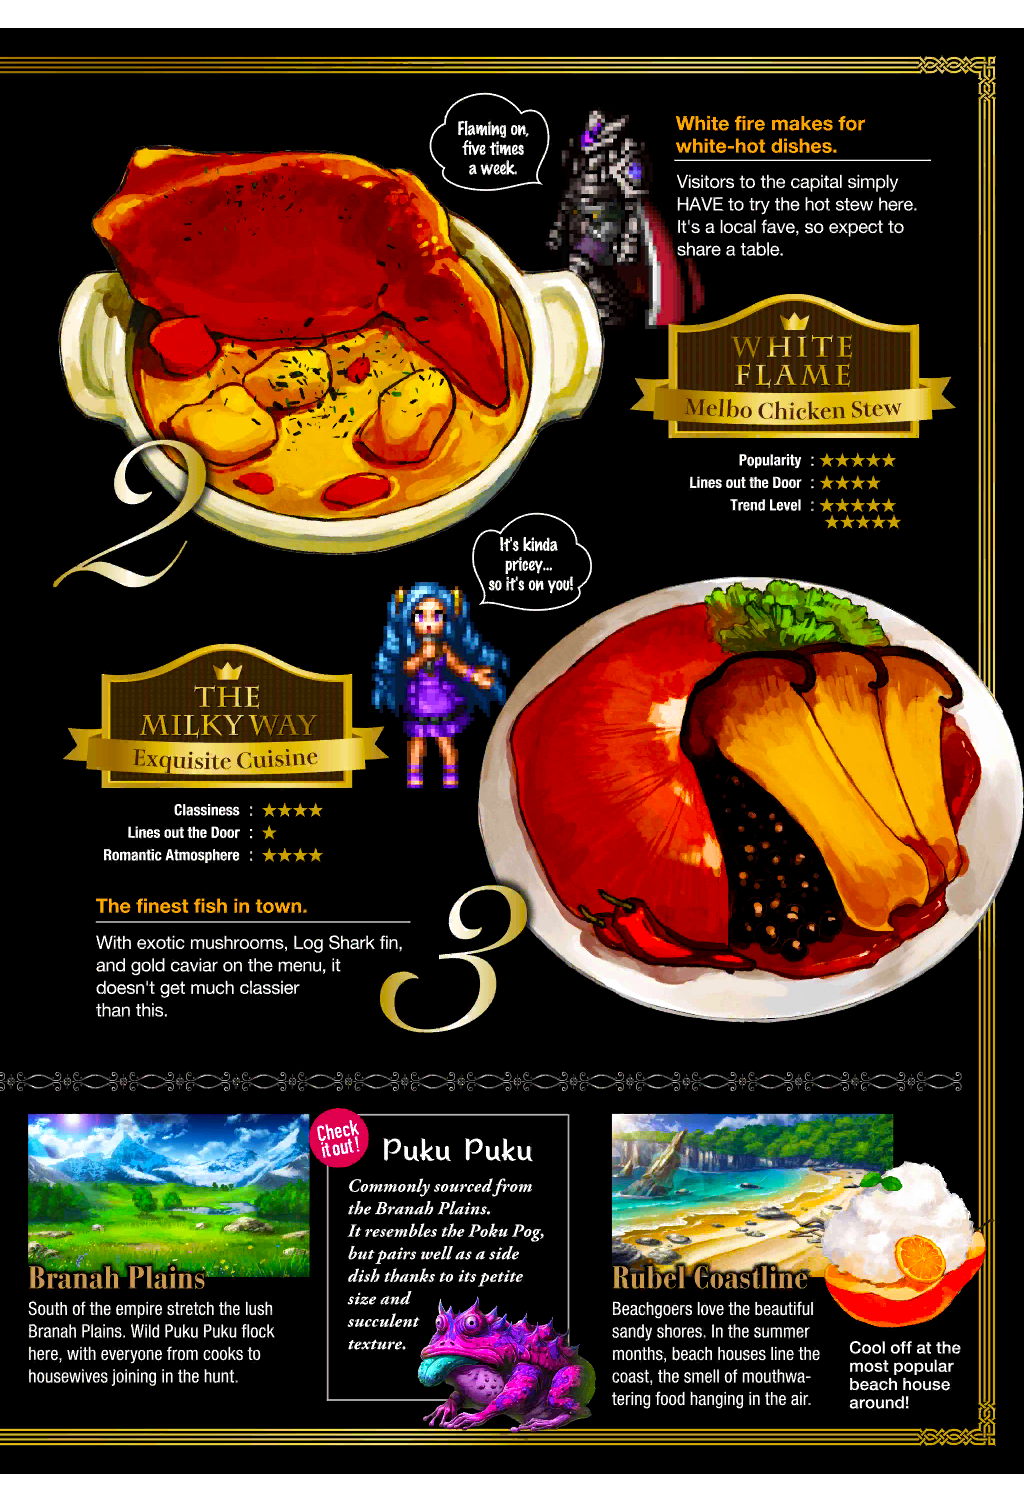 Flaming on,
five times
a week.
White fire makes for
white-hot dishes.
Visitors to the capital simply
HAVE to try the hot stew here.
It's a local fave, so expect to
share a table.
WHITE
FLAME
Melbo Chicken Stew
Popularity : ★★★★★
Lines out the Door : ★★★★
Trend Level : ★★★★★
★★★★★
2
It's kinda
pricey...
so it's on you!
THE
MILKY WAY
Exquisite Cuisine
Classiness : ★★★★
Lines out the Door : ★
Romantic Atmosphere : ★★★★
The finest fish in town.
With exotic mushrooms, Log Shark fin,
and gold caviar on the menu, it
doesn't get much classier
than this.
3
Branah Plains
South of the empire stretch the lush
Branah Plains. Wild Puku Puku flock
here, with everyone from cooks to
housewives joining in the hunt.
Check
it out!
Puku Puku
Commonly sourced from
the Branah Plains.
It resembles the Poku Pog,
but pairs well as a side
dish thanks to its petite
size and
succulent
texture.
Rubel Coastline
Beachgoers love the beautiful
sandy shores. In the summer
months, beach houses line the
coast, the smell of mouthwa-
tering food hanging in the air.
Cool off at the
most popular
beach house
around!